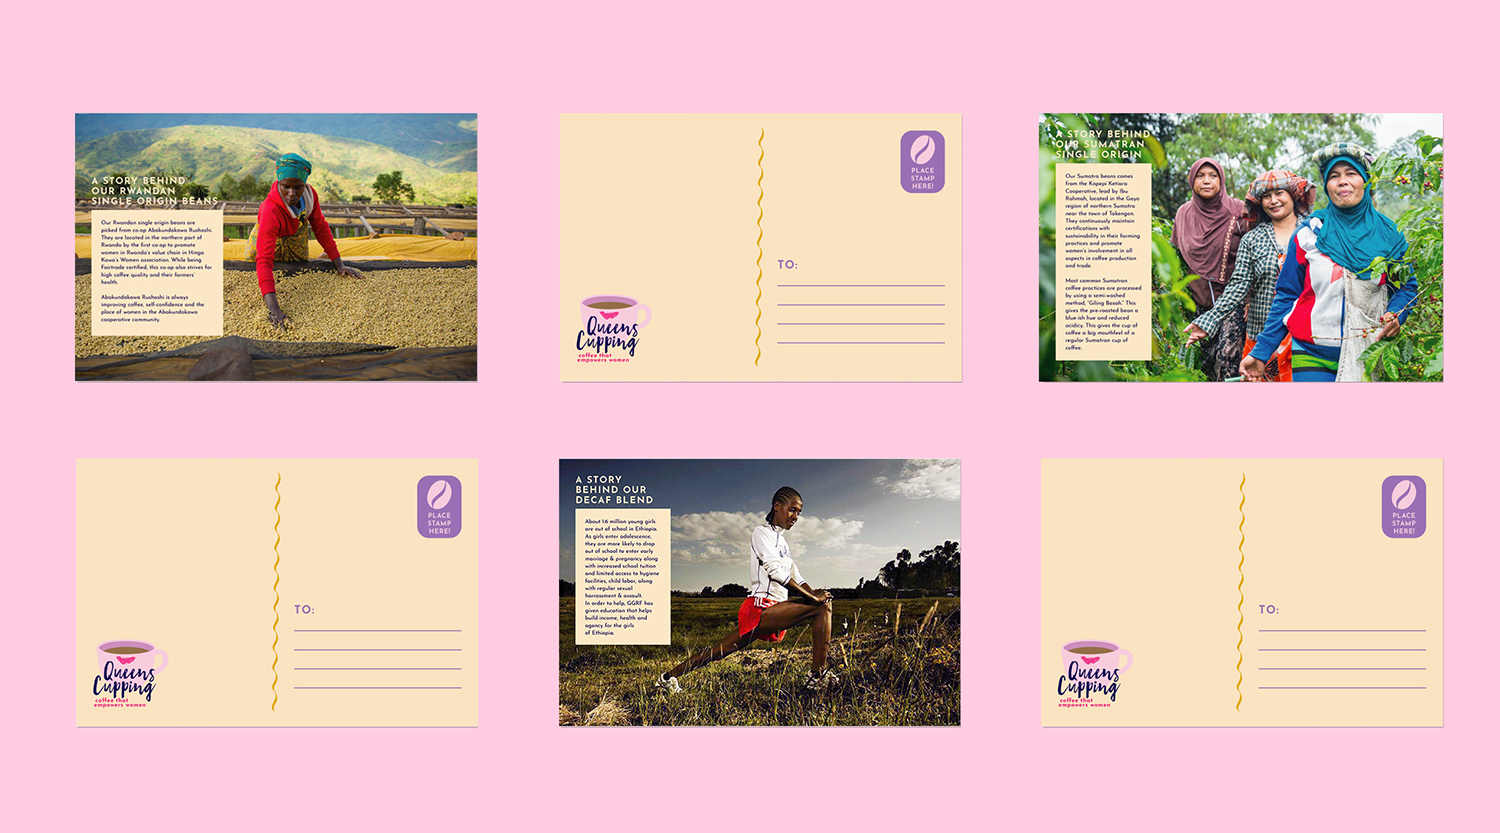 A STORY BEHIND
OUR RWANDAN
SINGLE ORIGIN BEANS
Our Rwandan single origin beans are
picked from co-op Abakundakawa Rushashi.
They are located in the northern part of
Rwanda by the first co-op to promote
women in Rwanda's value chain in Hinga
Kawa's Women association. While being
Fairtrade certified, this co-op also strives for
high coffee quality and their farmers'
health.
Abakundakawa Rushashi is always
improving coffee, self confidence and the
place of women in the Abakundakawa
cooperative community.
PLACE
STAMP
HERE!
TO:
Queens
Cupping
coffee that
empowers women
A STORY BEHIND
OUR SUMATRAN
SINGLE ORIGIN
Our Sumatra beans comes
from the Kopepi Ketiara
Cooperative, lead by Ibu
Rahmah, located in the Gayo
region of northern Sumatra
near the town of Takengon.
They continuously maintain
certifications with
sustainability in their farming
practices and promote
women's involvement in all
aspects in coffee production
and trade.
Most common Sumatran
coffee practices are processed
by using a semi-washed
method, "Giling Basah." This
gives the pre-roasted bean a
blue-ish hue and reduced
acidity. This gives the cup of
coffee a big mouthfeel of a
regular Sumatran cup of
coffee.
PLACE
STAMP
HERE!
TO:
Queens
Cupping
coffee that
empowers women
A STORY
BEHIND OUR
DECAF BLEND
About 1.6 million young girls
are out of school in Ethiopia.
As girls enter adolescence,
they are more likely to drop
out of school to enter early
marriage & pregnancy along
with increased school tuition
and limited access to hygiene
facilities, child labor, along
with regular sexual
harrassment & assault.
In order to help, GGRF has
given education that helps
build income, health and
agency for the girls
of Ethiopia.
PLACE
STAMP
HERE!
TO:
Queens
Cupping
coffee that
empowers women